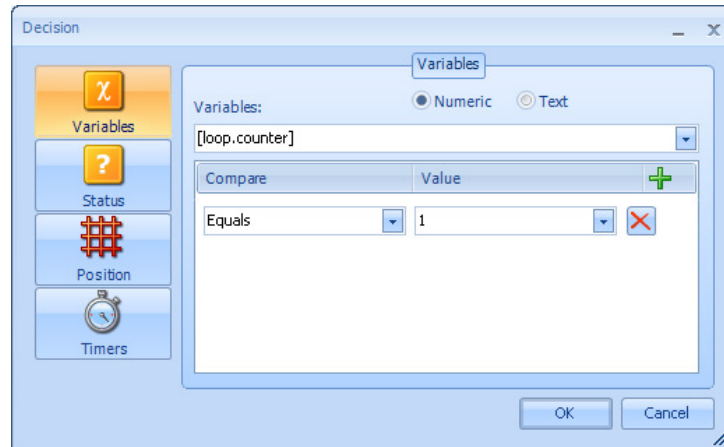 Decision
Variables
Status
Position
Timers
Variables
Variables:
Numeric
Text
[loop.counter]
Compare
Value
Equals
1
OK
Cancel